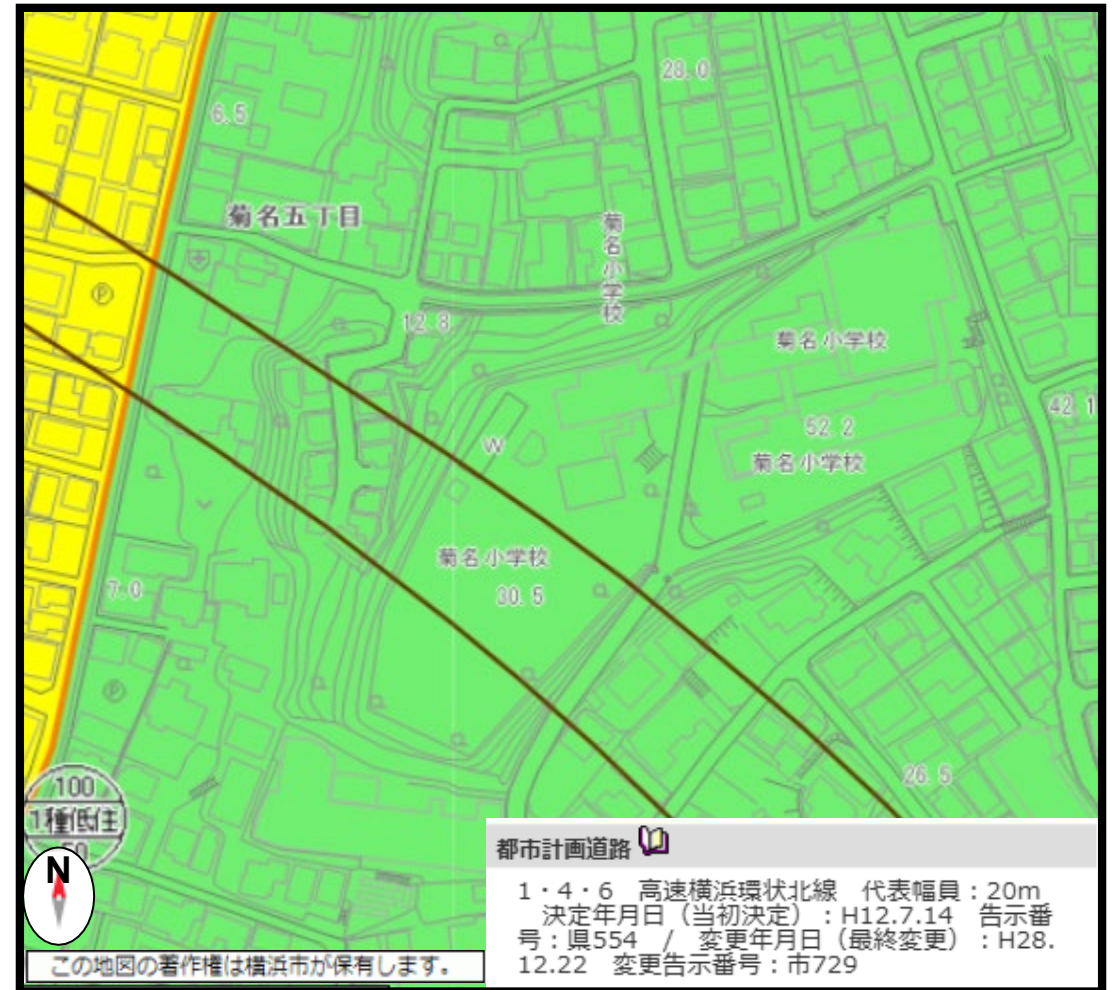 28.0
6.5
菊名五丁目
菊名小学校
12.8
菊名小学校
42.1
52.2
菊名小学校
W
菊名小学校
30.5
7.0
P
P
26.5
100
1種低住
50
N
都市計画道路
1・4・6 高速横浜環状北線 代表幅員:20m
決定年月日(当初決定):H12.7.14 告示番
号:県554 / 変更年月日(最終変更):H28.
12.22 変更告示番号:市729
この地図の著作権は横浜市が保有します。